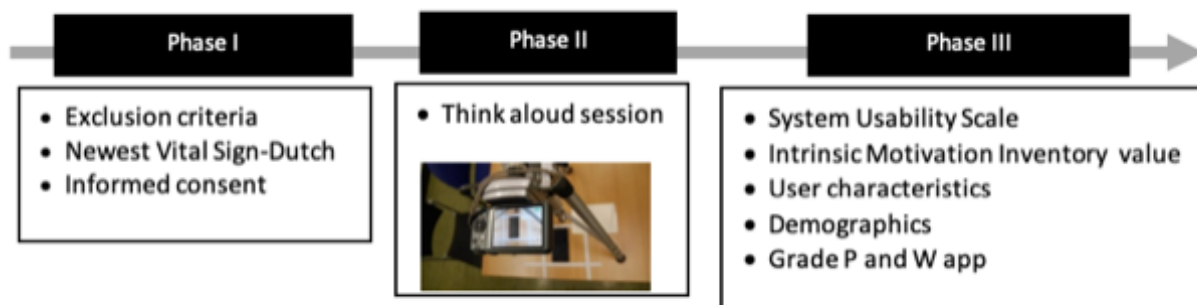 Phase I
• Exclusion criteria
• Newest Vital Sign-Dutch
• Informed consent
Phase II
• Think aloud session
Phase III
• System Usability Scale
• Intrinsic Motivation Inventory value
• User characteristics
• Demographics
• Grade P and W app